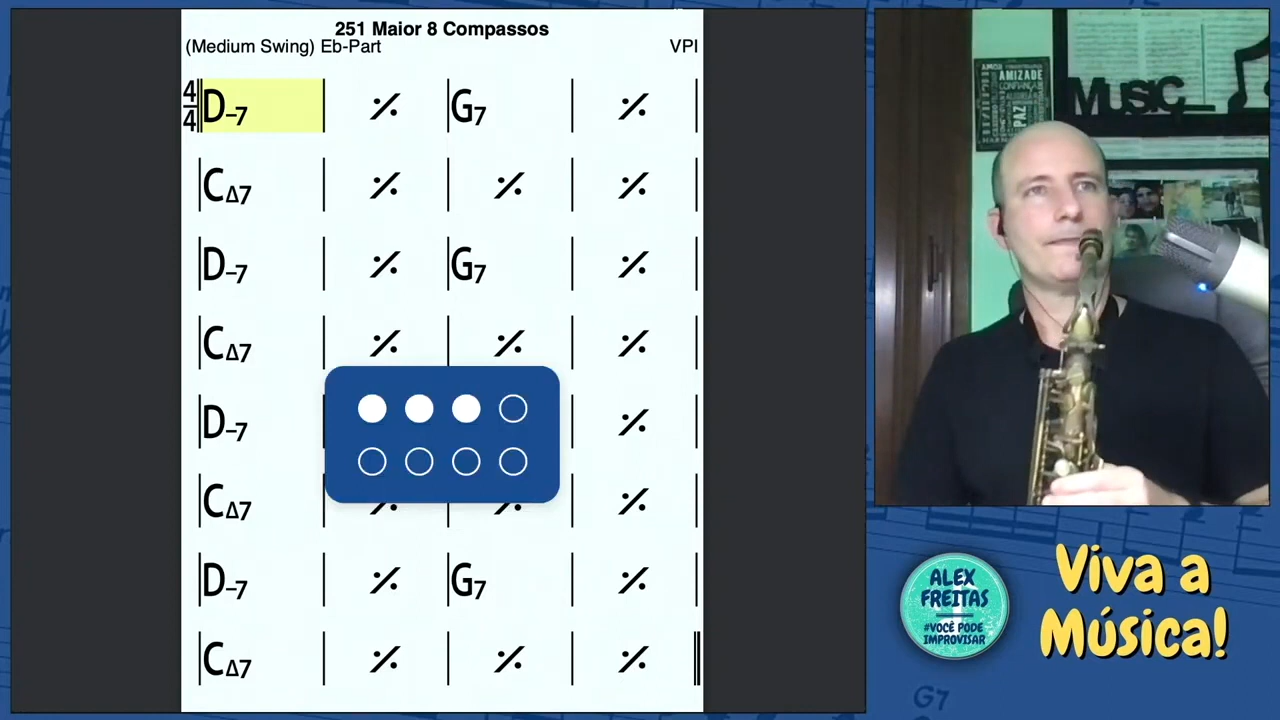 251 Maior 8 Compassos
(Medium Swing) Eb-Part VPI
4/4 D–7 𝄎 G7 𝄎
CΔ7 𝄎 𝄎 𝄎
D–7 𝄎 G7 𝄎
CΔ7 𝄎 𝄎 𝄎
D–7 𝄎
CΔ7 𝄎 𝄎 𝄎
D–7 𝄎 G7 𝄎
CΔ7 𝄎 𝄎 𝄎
AMIZADE
PAZ
MUSIC
ALEX
FREITAS
#VOCÊ PODE
IMPROVISAR
Viva a
Música!
G7